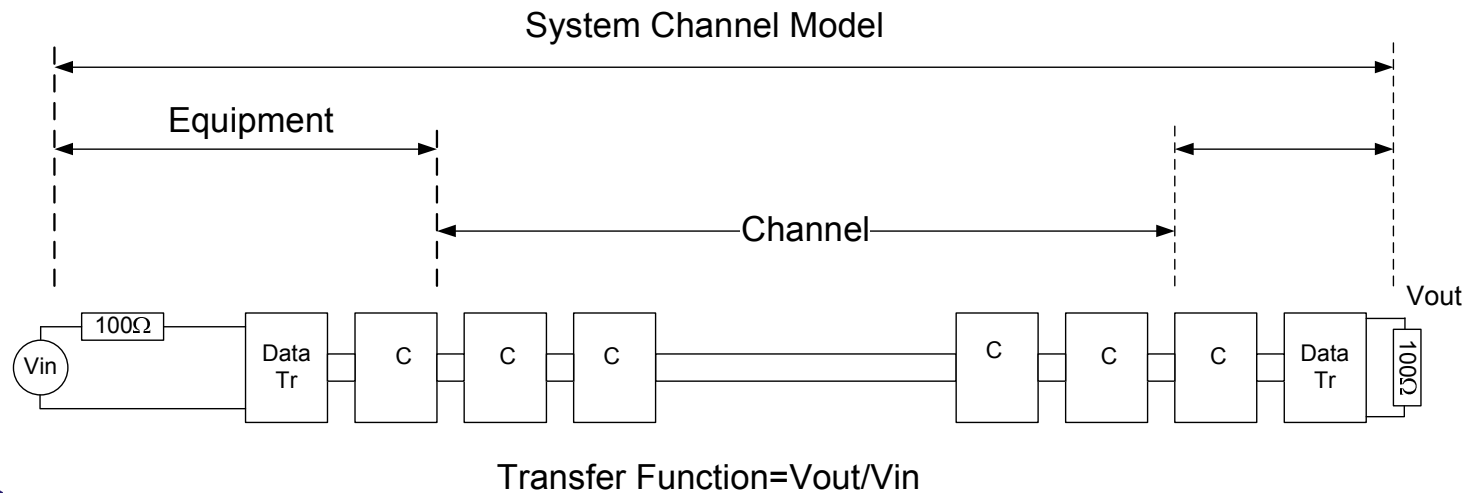 System Channel Model
Equipment
Channel
Vout
100Ω
Vin
Data
Tr
C
C
C
C
C
C
Data
Tr
100Ω
Transfer Function=Vout/Vin